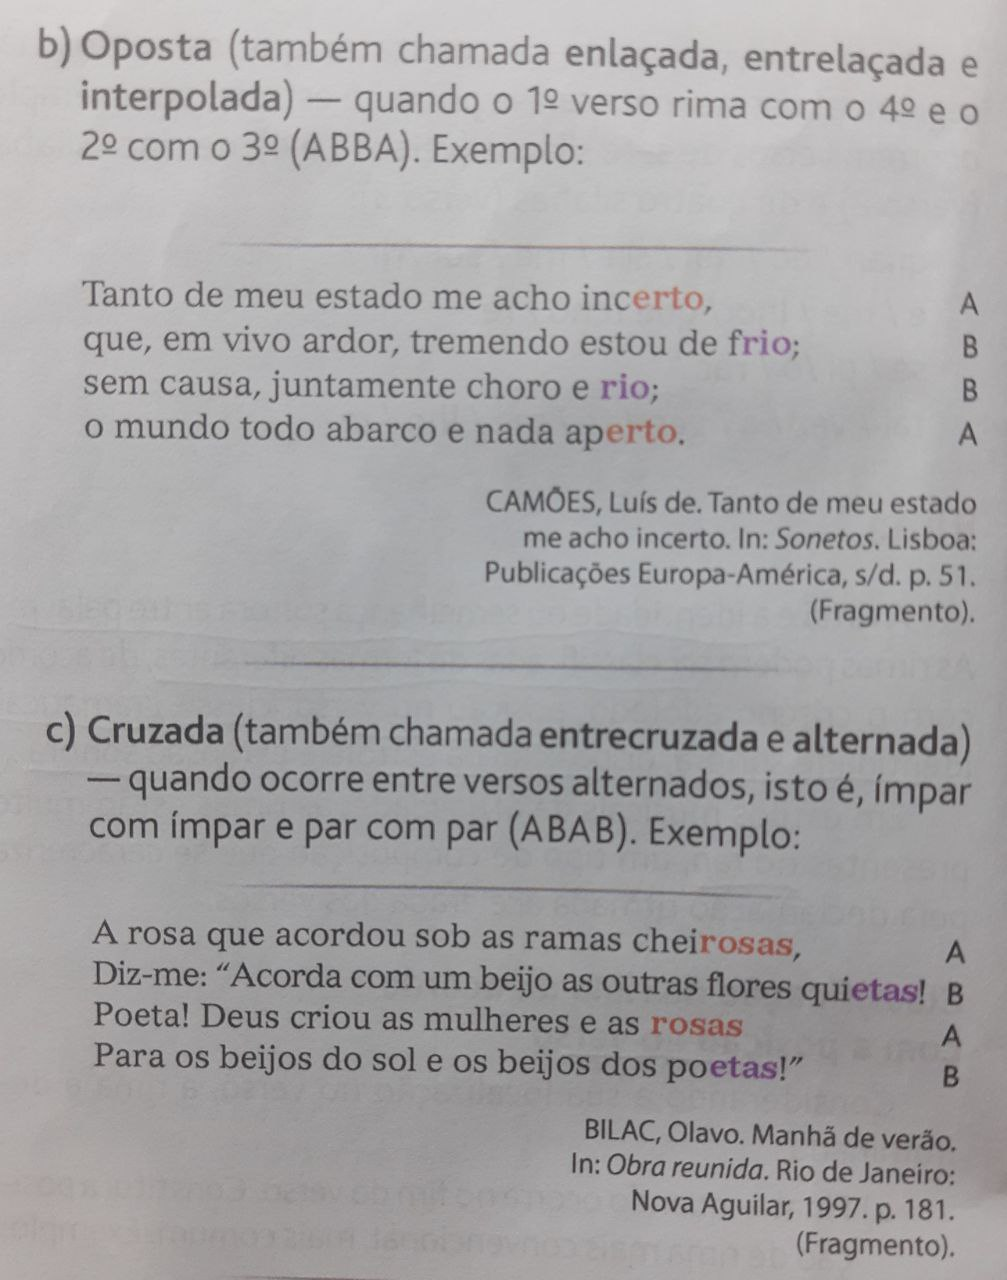 b) Oposta (também chamada enlaçada, entrelaçada e
interpolada) — quando o 1º verso rima com o 4º e o
2º com o 3º (ABBA). Exemplo:
Tanto de meu estado me acho incerto, A
que, em vivo ardor, tremendo estou de frio; B
sem causa, juntamente choro e rio; B
o mundo todo abarco e nada aperto. A
CAMÕES, Luís de. Tanto de meu estado
me acho incerto. In: Sonetos. Lisboa:
Publicações Europa-América, s/d. p. 51.
(Fragmento).
c) Cruzada (também chamada entrecruzada e alternada)
— quando ocorre entre versos alternados, isto é, ímpar
com ímpar e par com par (ABAB). Exemplo:
A rosa que acordou sob as ramas cheirosas, A
Diz-me: “Acorda com um beijo as outras flores quietas! B
Poeta! Deus criou as mulheres e as rosas A
Para os beijos do sol e os beijos dos poetas!” B
BILAC, Olavo. Manhã de verão.
In: Obra reunida. Rio de Janeiro:
Nova Aguilar, 1997. p. 181.
(Fragmento).